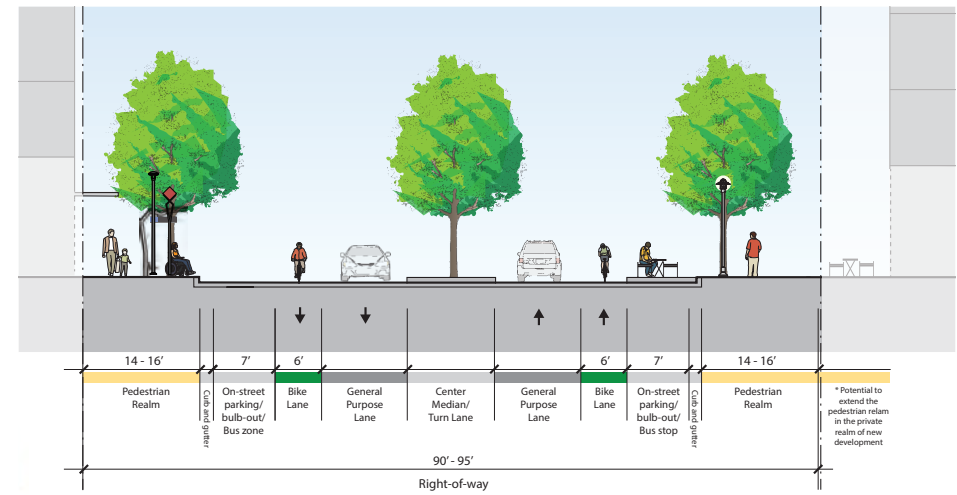 14 - 16’
7’
6’
6’
7’
14 - 16’
Pedestrian
Realm
Curb and gutter
On-street
parking/
bulb-out/
Bus zone
Bike
Lane
General
Purpose
Lane
Center
Median/
Turn Lane
General
Purpose
Lane
Bike
Lane
On-street
parking/
bulb-out/
Bus stop
Curb and gutter
Pedestrian
Realm
* Potential to
extend the
pedestrian relam
in the private
realm of new
development
90’ - 95’
Right-of-way